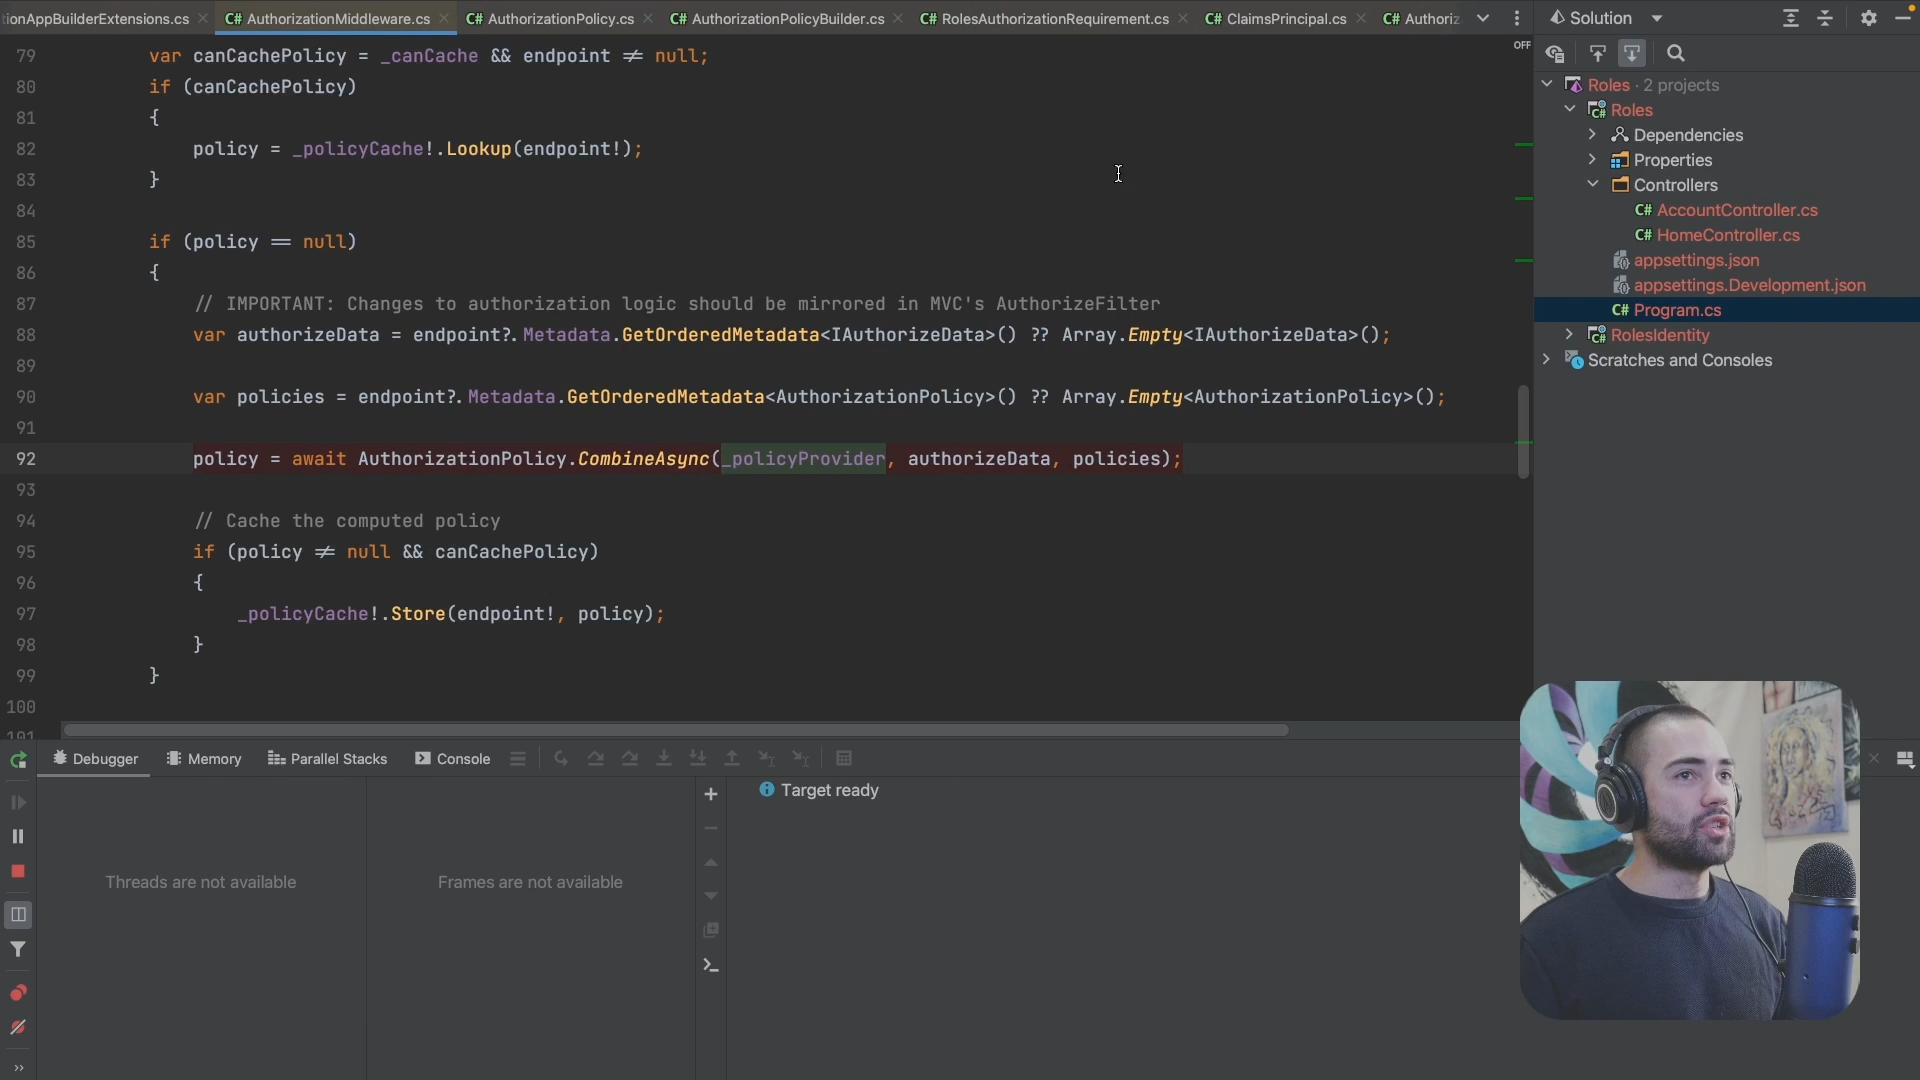 ionAppBuilderExtensions.cs
C# AuthorizationMiddleware.cs
C# AuthorizationPolicy.cs
C# AuthorizationPolicyBuilder.cs
C# RolesAuthorizationRequirement.cs
C# ClaimsPrincipal.cs
C# Authoriz
Solution
OFF
79 var canCachePolicy = _canCache && endpoint ≠ null;
80 if (canCachePolicy)
81 {
82 policy = _policyCache!.Lookup(endpoint!);
83 }
84
85 if (policy == null)
86 {
87 // IMPORTANT: Changes to authorization logic should be mirrored in MVC's AuthorizeFilter
88 var authorizeData = endpoint?.Metadata.GetOrderedMetadata<IAuthorizeData>() ?? Array.Empty<IAuthorizeData>();
89
90 var policies = endpoint?.Metadata.GetOrderedMetadata<AuthorizationPolicy>() ?? Array.Empty<AuthorizationPolicy>();
91
92 policy = await AuthorizationPolicy.CombineAsync(_policyProvider, authorizeData, policies);
93
94 // Cache the computed policy
95 if (policy ≠ null && canCachePolicy)
96 {
97 _policyCache!.Store(endpoint!, policy);
98 }
99 }
100
101
Roles · 2 projects
C# Roles
Dependencies
Properties
Controllers
C# AccountController.cs
C# HomeController.cs
appsettings.json
appsettings.Development.json
C# Program.cs
C# RolesIdentity
Scratches and Consoles
Debugger
Memory
Parallel Stacks
Console
Target ready
Threads are not available
Frames are not available